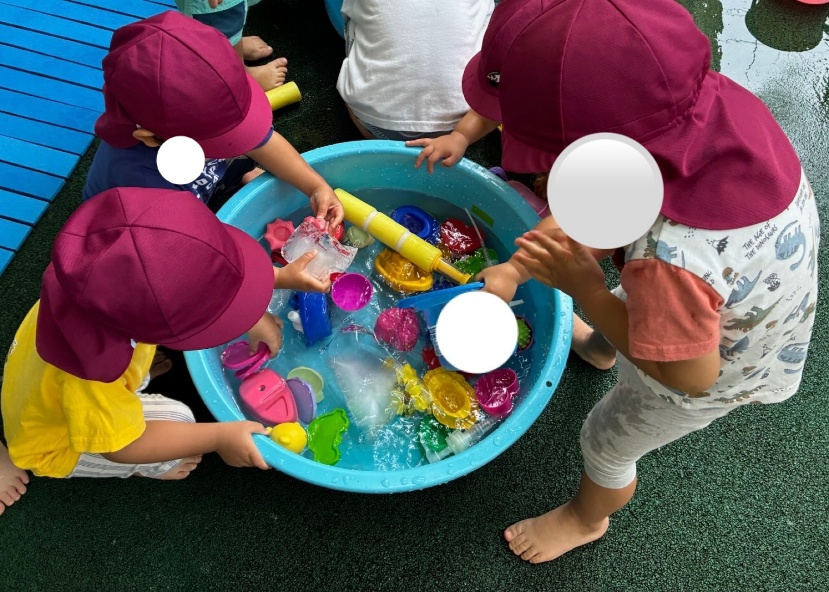 THE AGE OF
THE DINOSAURS